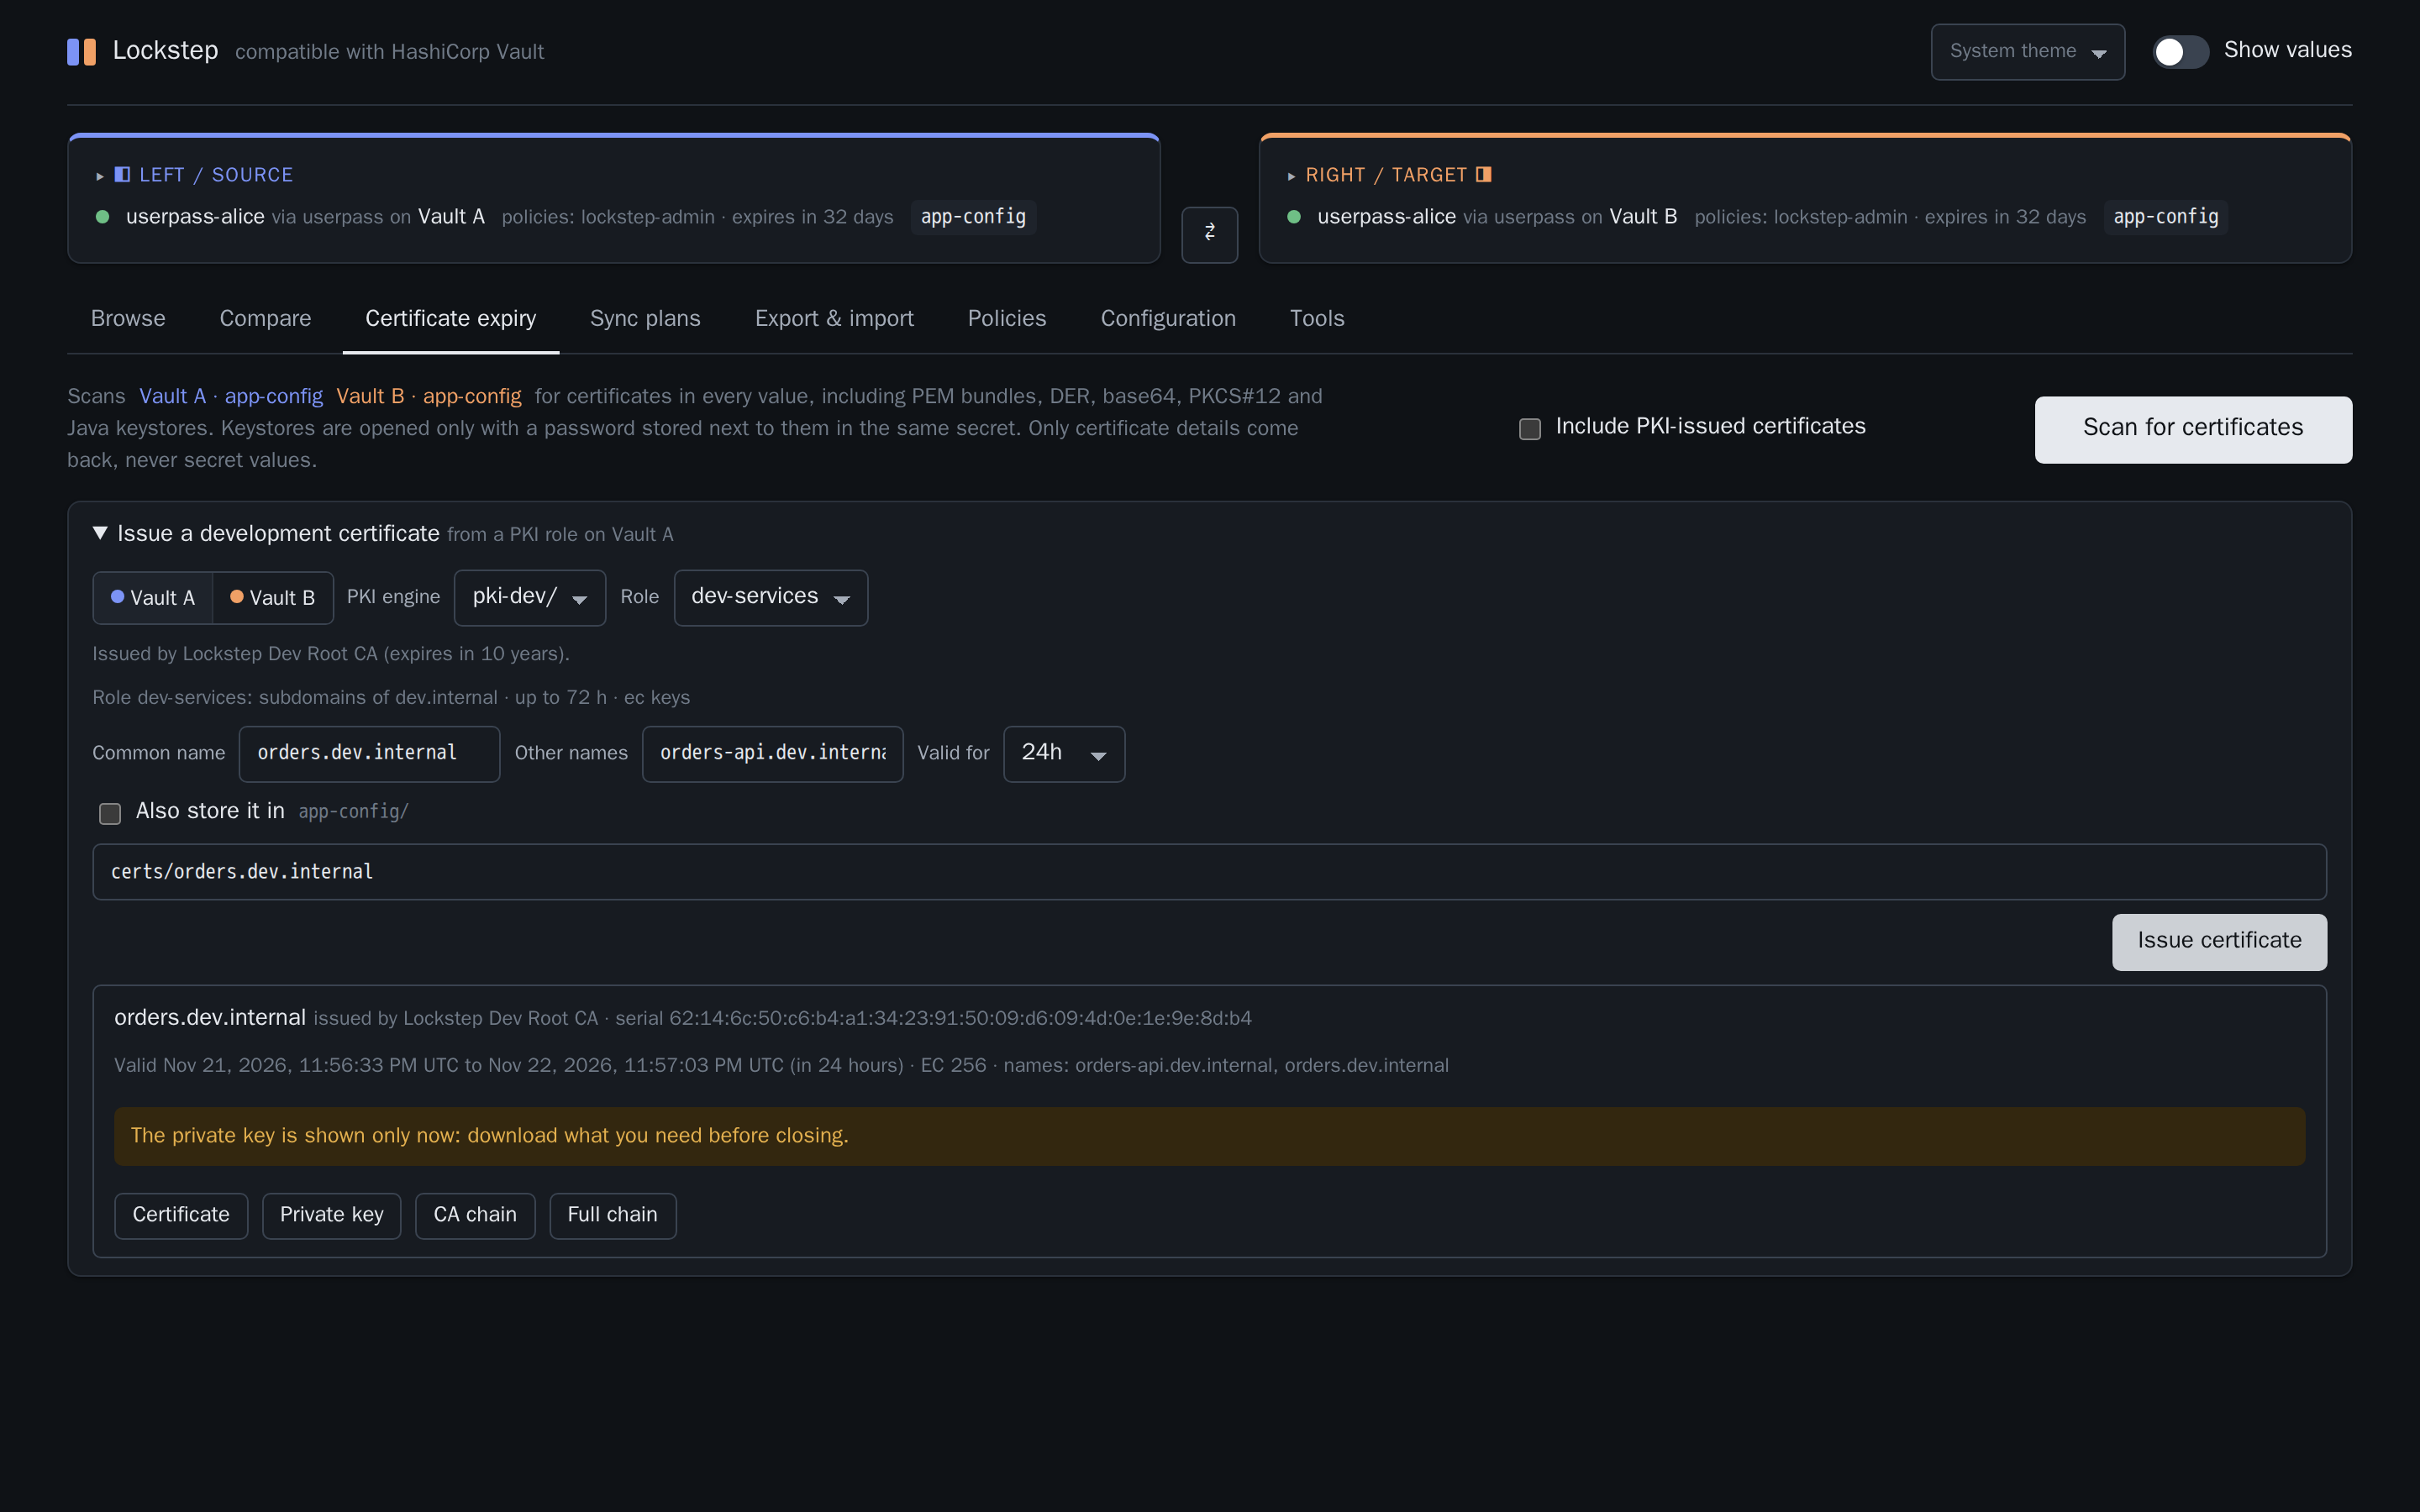 Lockstep compatible with HashiCorp Vault
System theme
Show values
LEFT / SOURCE
userpass-alice via userpass on Vault A policies: lockstep-admin · expires in 32 days app-config
RIGHT / TARGET
userpass-alice via userpass on Vault B policies: lockstep-admin · expires in 32 days app-config
Browse Compare Certificate expiry Sync plans Export & import Policies Configuration Tools
Scans Vault A · app-config Vault B · app-config for certificates in every value, including PEM bundles, DER, base64, PKCS#12 and
Java keystores. Keystores are opened only with a password stored next to them in the same secret. Only certificate details come
back, never secret values.
Include PKI-issued certificates
Scan for certificates
Issue a development certificate from a PKI role on Vault A
Vault A Vault B PKI engine pki-dev/ Role dev-services
Issued by Lockstep Dev Root CA (expires in 10 years).
Role dev-services: subdomains of dev.internal · up to 72 h · ec keys
Common name orders.dev.internal Other names orders-api.dev.interna Valid for 24h
Also store it in app-config/
certs/orders.dev.internal
Issue certificate
orders.dev.internal issued by Lockstep Dev Root CA · serial 62:14:6c:50:c6:b4:a1:34:23:91:50:09:d6:09:4d:0e:1e:9e:8d:b4
Valid Nov 21, 2026, 11:56:33 PM UTC to Nov 22, 2026, 11:57:03 PM UTC (in 24 hours) · EC 256 · names: orders-api.dev.internal, orders.dev.internal
The private key is shown only now: download what you need before closing.
Certificate Private key CA chain Full chain